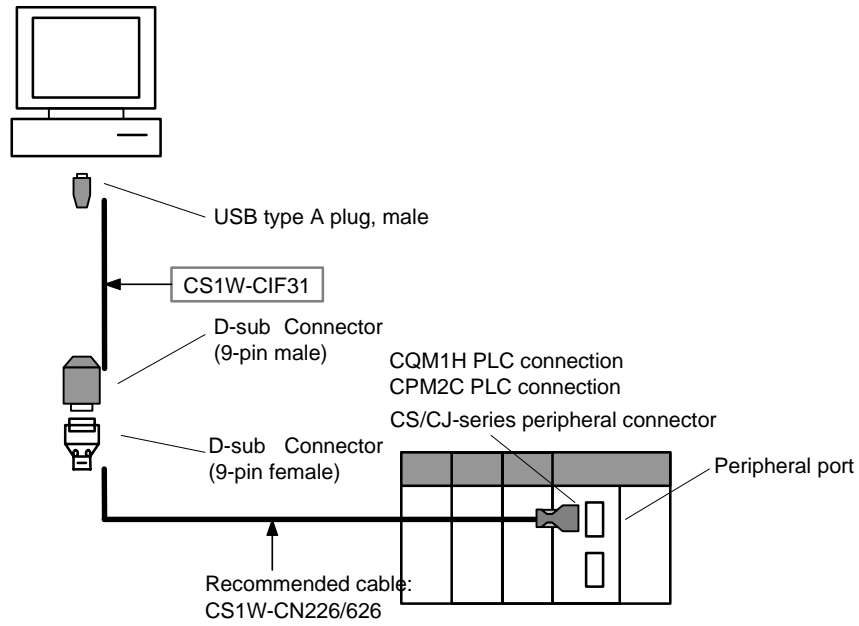 USB type A plug, male
CS1W-CIF31
D-sub Connector
(9-pin male)
CQM1H PLC connection
CPM2C PLC connection
CS/CJ-series peripheral connector
D-sub Connector
(9-pin female)
Peripheral port
Recommended cable:
CS1W-CN226/626